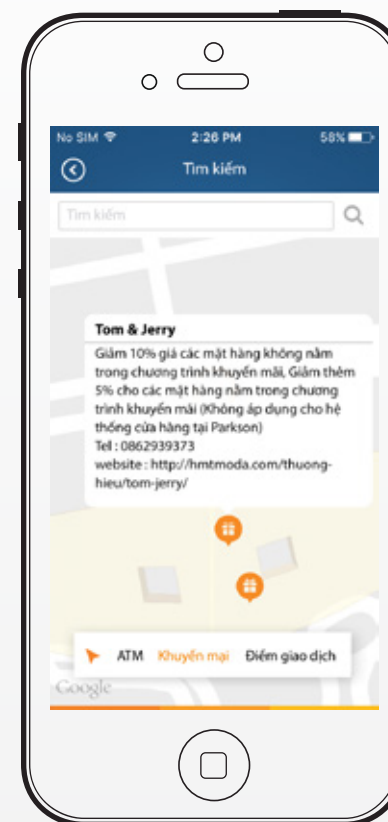 No SIM 2:26 PM 58%
Tìm kiếm
Tìm kiếm
Tom & Jerry
Giảm 10% giá các mặt hàng không nằm
trong chương trình khuyến mãi, Giảm thêm
5% cho các mặt hàng nằm trong chương
trình khuyến mãi (Không áp dụng cho hệ
thống cửa hàng tại Parkson)
Tel : 0862939373
website : http://hmtmoda.com/thuong-
hieu/tom-jerry/
ATM Khuyến mại Điểm giao dịch
Google